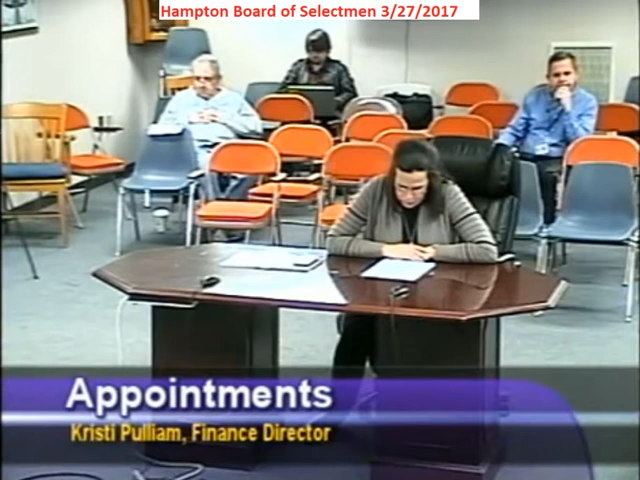 Hampton Board of Selectmen 3/27/2017
Appointments
Kristi Pulliam, Finance Director